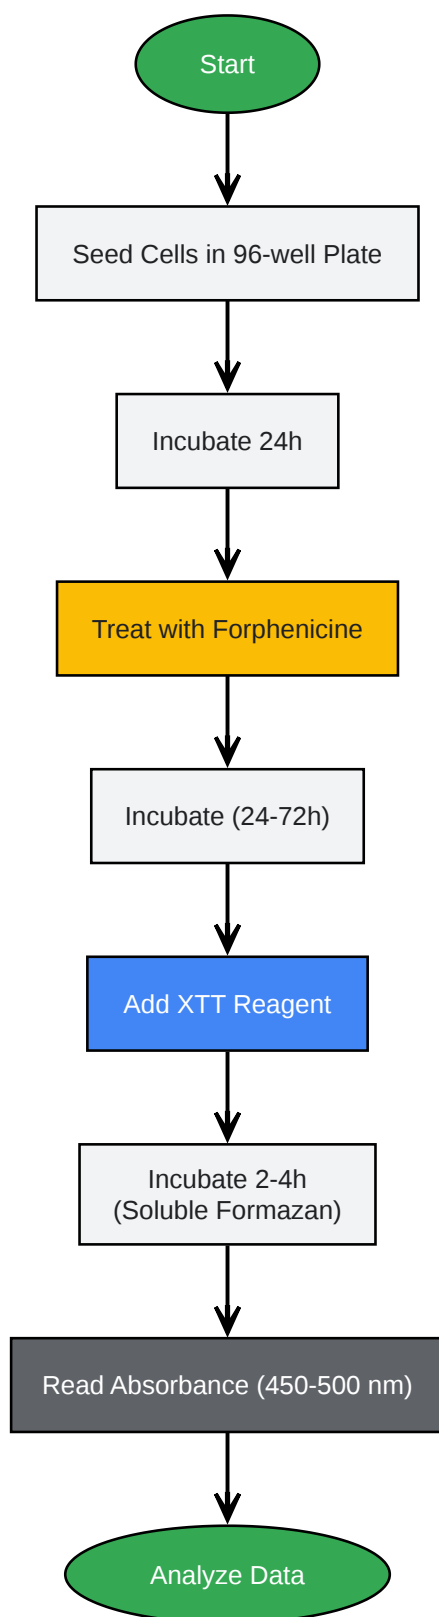 Start
Seed Cells in 96-well Plate
Incubate 24h
Treat with Forphenicine
Incubate (24-72h)
Add XTT Reagent
Incubate 2-4h
(Soluble Formazan)
Read Absorbance (450-500 nm)
Analyze Data